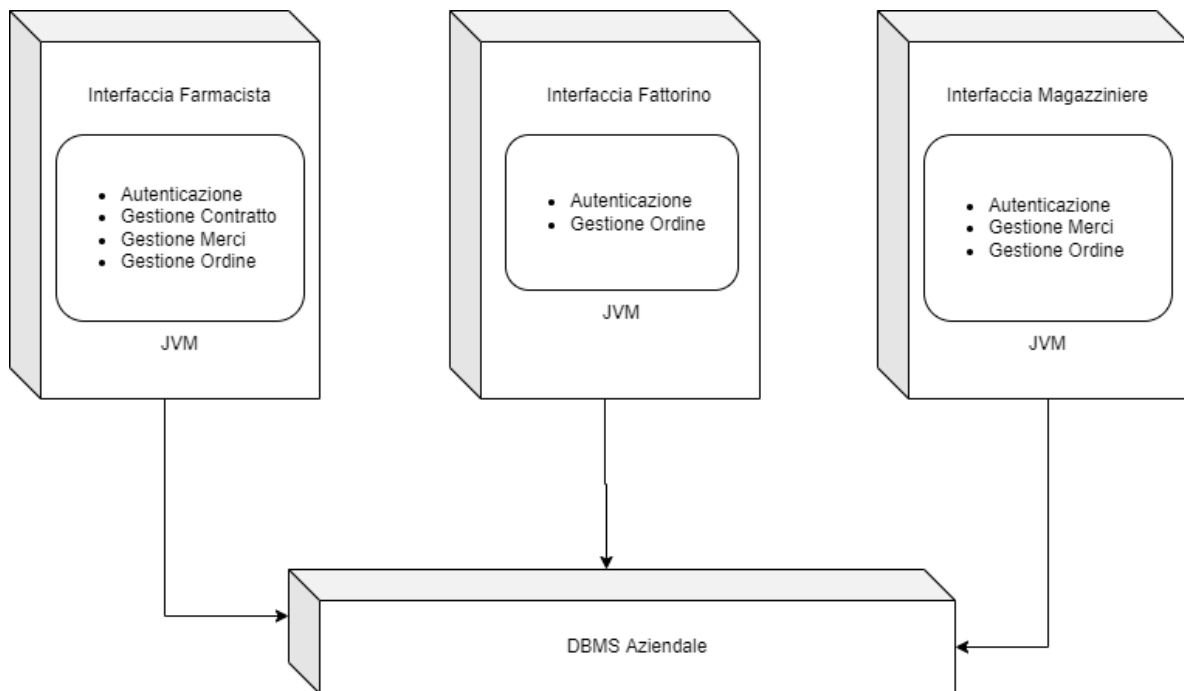 Interfaccia Farmacista
Autenticazione
Gestione Contratto
Gestione Merci
Gestione Ordine
JVM
Interfaccia Fattorino
Autenticazione
Gestione Ordine
JVM
Interfaccia Magazziniere
Autenticazione
Gestione Merci
Gestione Ordine
JVM
DBMS Aziendale